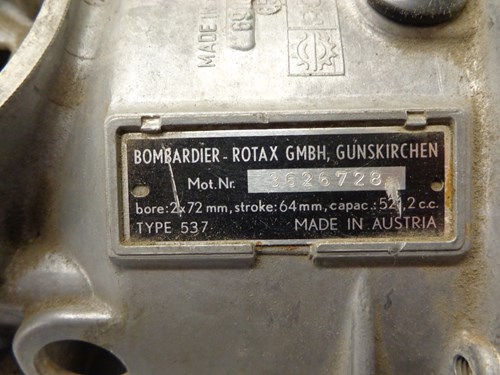 MADE IN
BOMBARDIER-ROTAX GMBH, GUNSKIRCHEN
Mot.Nr.
bore: 2x72 mm, stroke: 64 mm, capac.: 521,2 c.c.
TYPE 537 MADE IN AUSTRIA